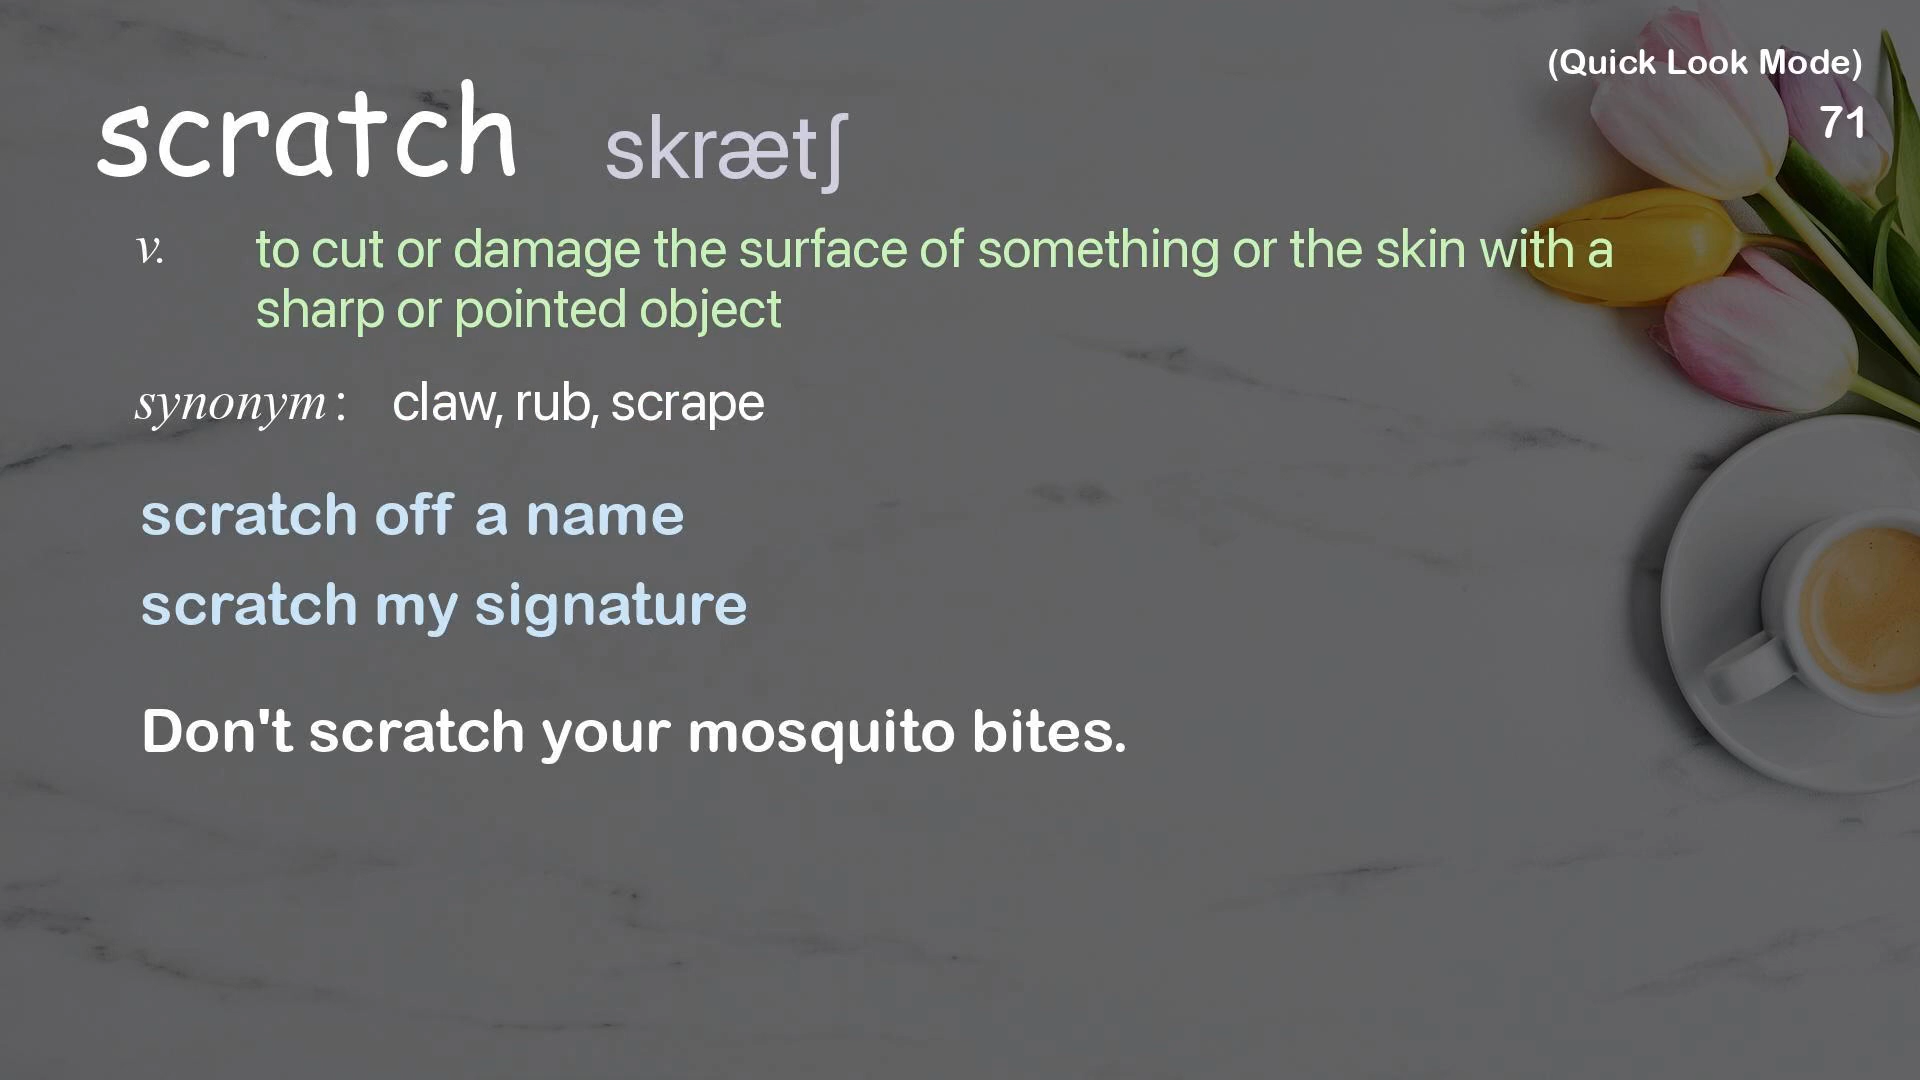 (Quick Look Mode)
71
scratch skrætʃ
v. to cut or damage the surface of something or the skin with a
sharp or pointed object
synonym : claw, rub, scrape
scratch off a name
scratch my signature
Don't scratch your mosquito bites.